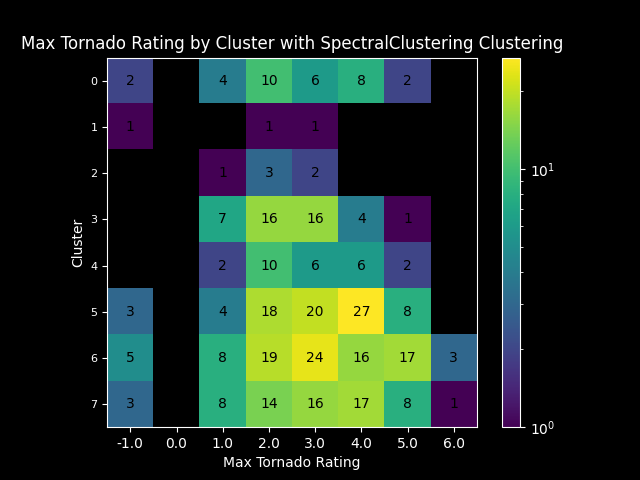 Max Tornado Rating by Cluster with SpectralClustering Clustering
0 2 4 10 6 8 2
1 1 1 1
2 1 3 2
3 7 16 16 4 1
4 2 10 6 6 2
5 3 4 18 20 27 8
6 5 8 19 24 16 17 3
7 3 8 14 16 17 8 1
-1.0 0.0 1.0 2.0 3.0 4.0 5.0 6.0
Max Tornado Rating
Cluster
10¹
10⁰